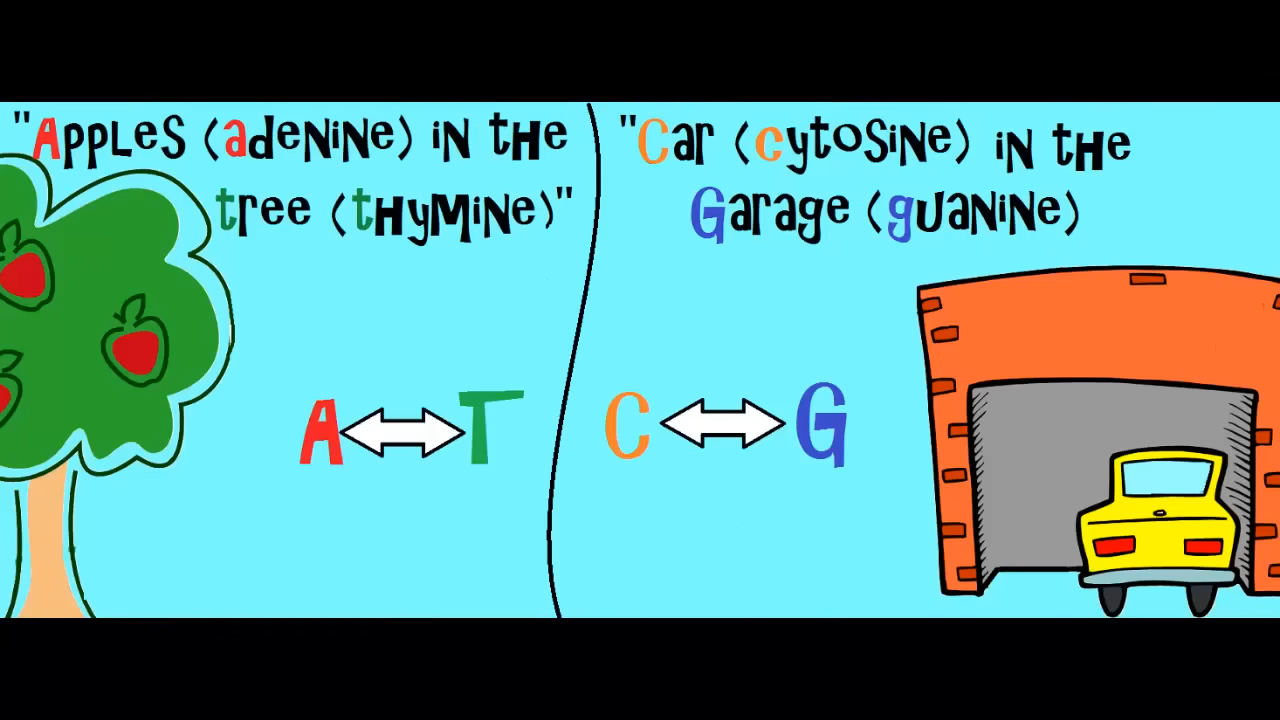 "Apples (adenine) in the
tree (thymine)"
A T
"Car (cytosine) in the
Garage (guanine)
C G